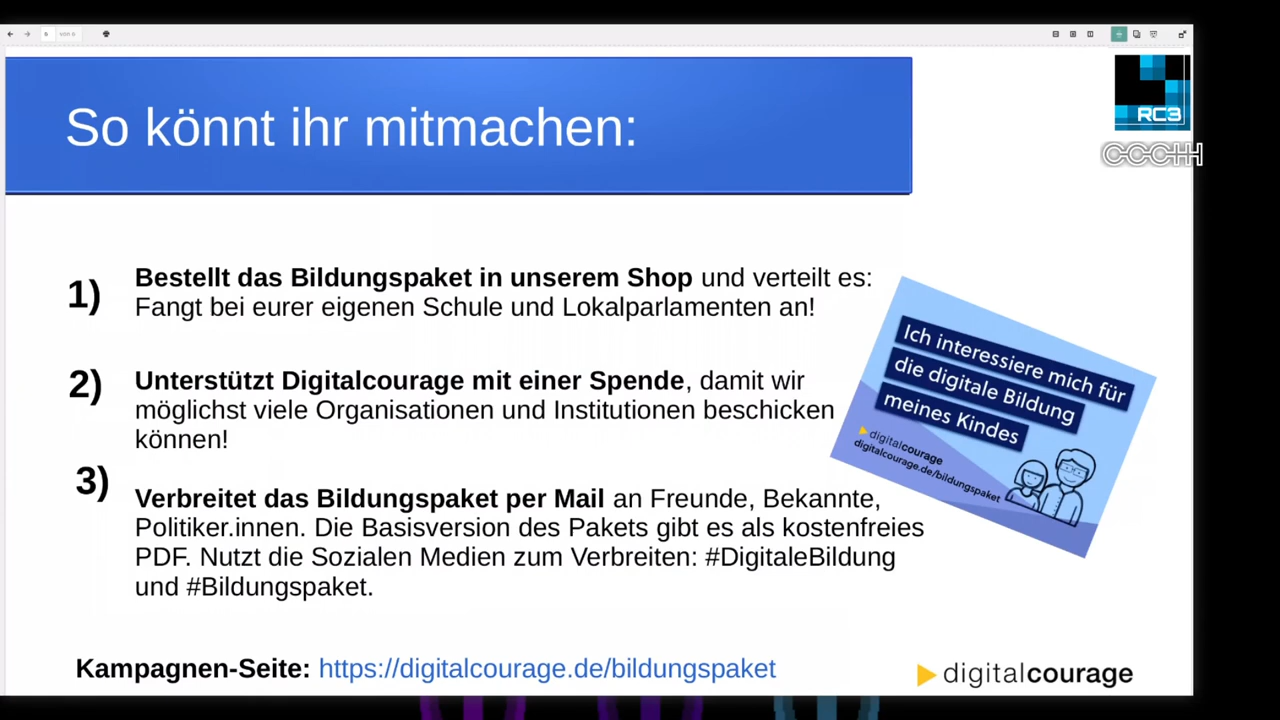 5 von 5
So könnt ihr mitmachen:
RC3
CCCHH
1) Bestellt das Bildungspaket in unserem Shop und verteilt es:
Fangt bei eurer eigenen Schule und Lokalparlamenten an!
2) Unterstützt Digitalcourage mit einer Spende, damit wir
möglichst viele Organisationen und Institutionen beschicken
können!
3) Verbreitet das Bildungspaket per Mail an Freunde, Bekannte,
Politiker.innen. Die Basisversion des Pakets gibt es als kostenfreies
PDF. Nutzt die Sozialen Medien zum Verbreiten: #DigitaleBildung
und #Bildungspaket.
Ich interessiere mich für
die digitale Bildung
meines Kindes
digitalcourage
digitalcourage.de/bildungspaket
Kampagnen-Seite: https://digitalcourage.de/bildungspaket
digitalcourage